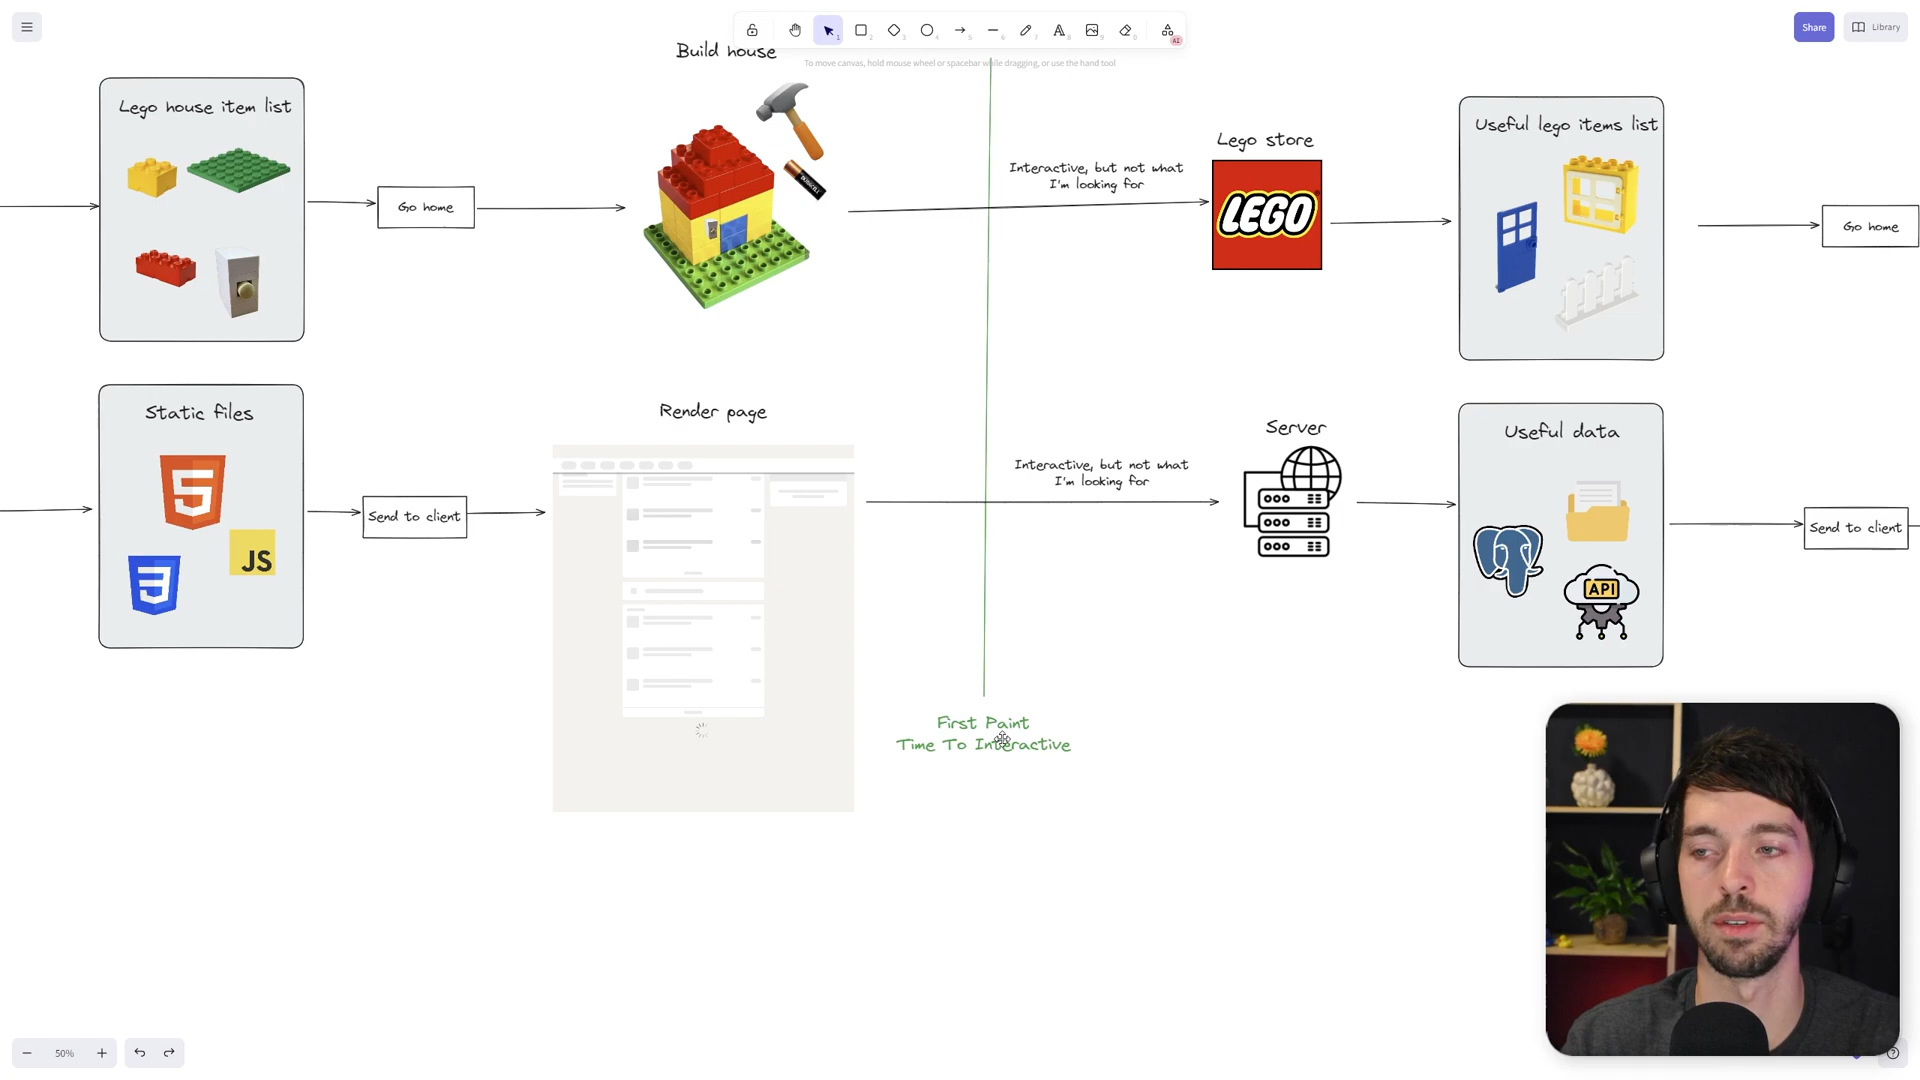 Build house
To move canvas, hold mouse wheel or spacebar while dragging, or use the hand tool
Share
Library
Lego house item list
Go home
Interactive, but not what
I'm looking for
Lego store
LEGO
Useful lego items list
Go home
Static files
5
3
JS
Send to client
Render page
Interactive, but not what
I'm looking for
Server
Useful data
API
Send to client
First Paint
Time To Interactive
50%